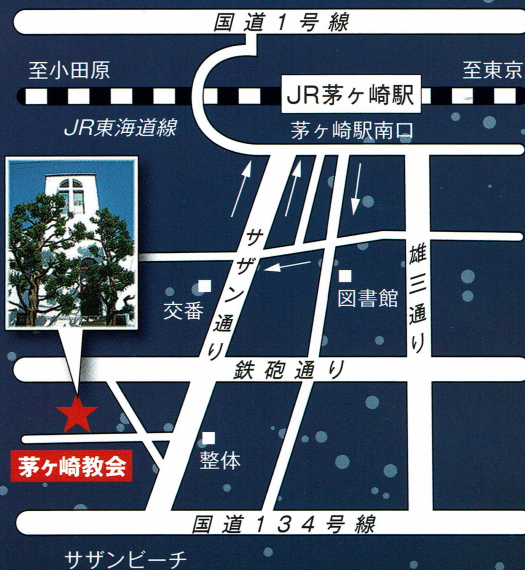 国道1号線
至小田原
至東京
JR茅ヶ崎駅
JR東海道線
茅ヶ崎駅南口
サザン通り
雄三通り
交番
図書館
鉄砲通り
茅ヶ崎教会
整体
国道134号線
サザンビーチ